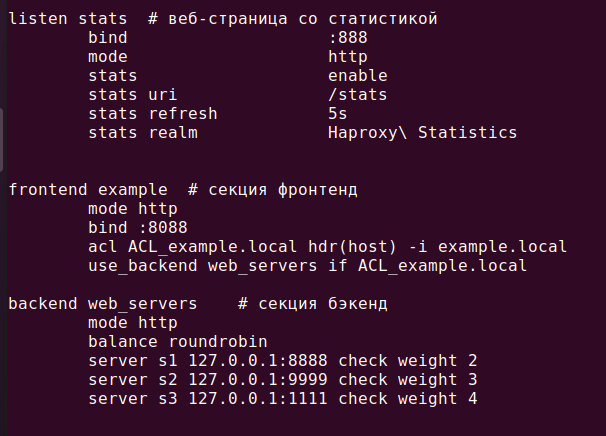 listen stats  # веб-страница со статистикой
        bind                    :888
        mode                    http
        stats                   enable
        stats uri               /stats
        stats refresh           5s
        stats realm             Haproxy\ Statistics
frontend example  # секция фронтенд
        mode http
        bind :8088
        acl ACL_example.local hdr(host) -i example.local
        use_backend web_servers if ACL_example.local
backend web_servers    # секция бэкенд
        mode http
        balance roundrobin
        server s1 127.0.0.1:8888 check weight 2
        server s2 127.0.0.1:9999 check weight 3
        server s3 127.0.0.1:1111 check weight 4